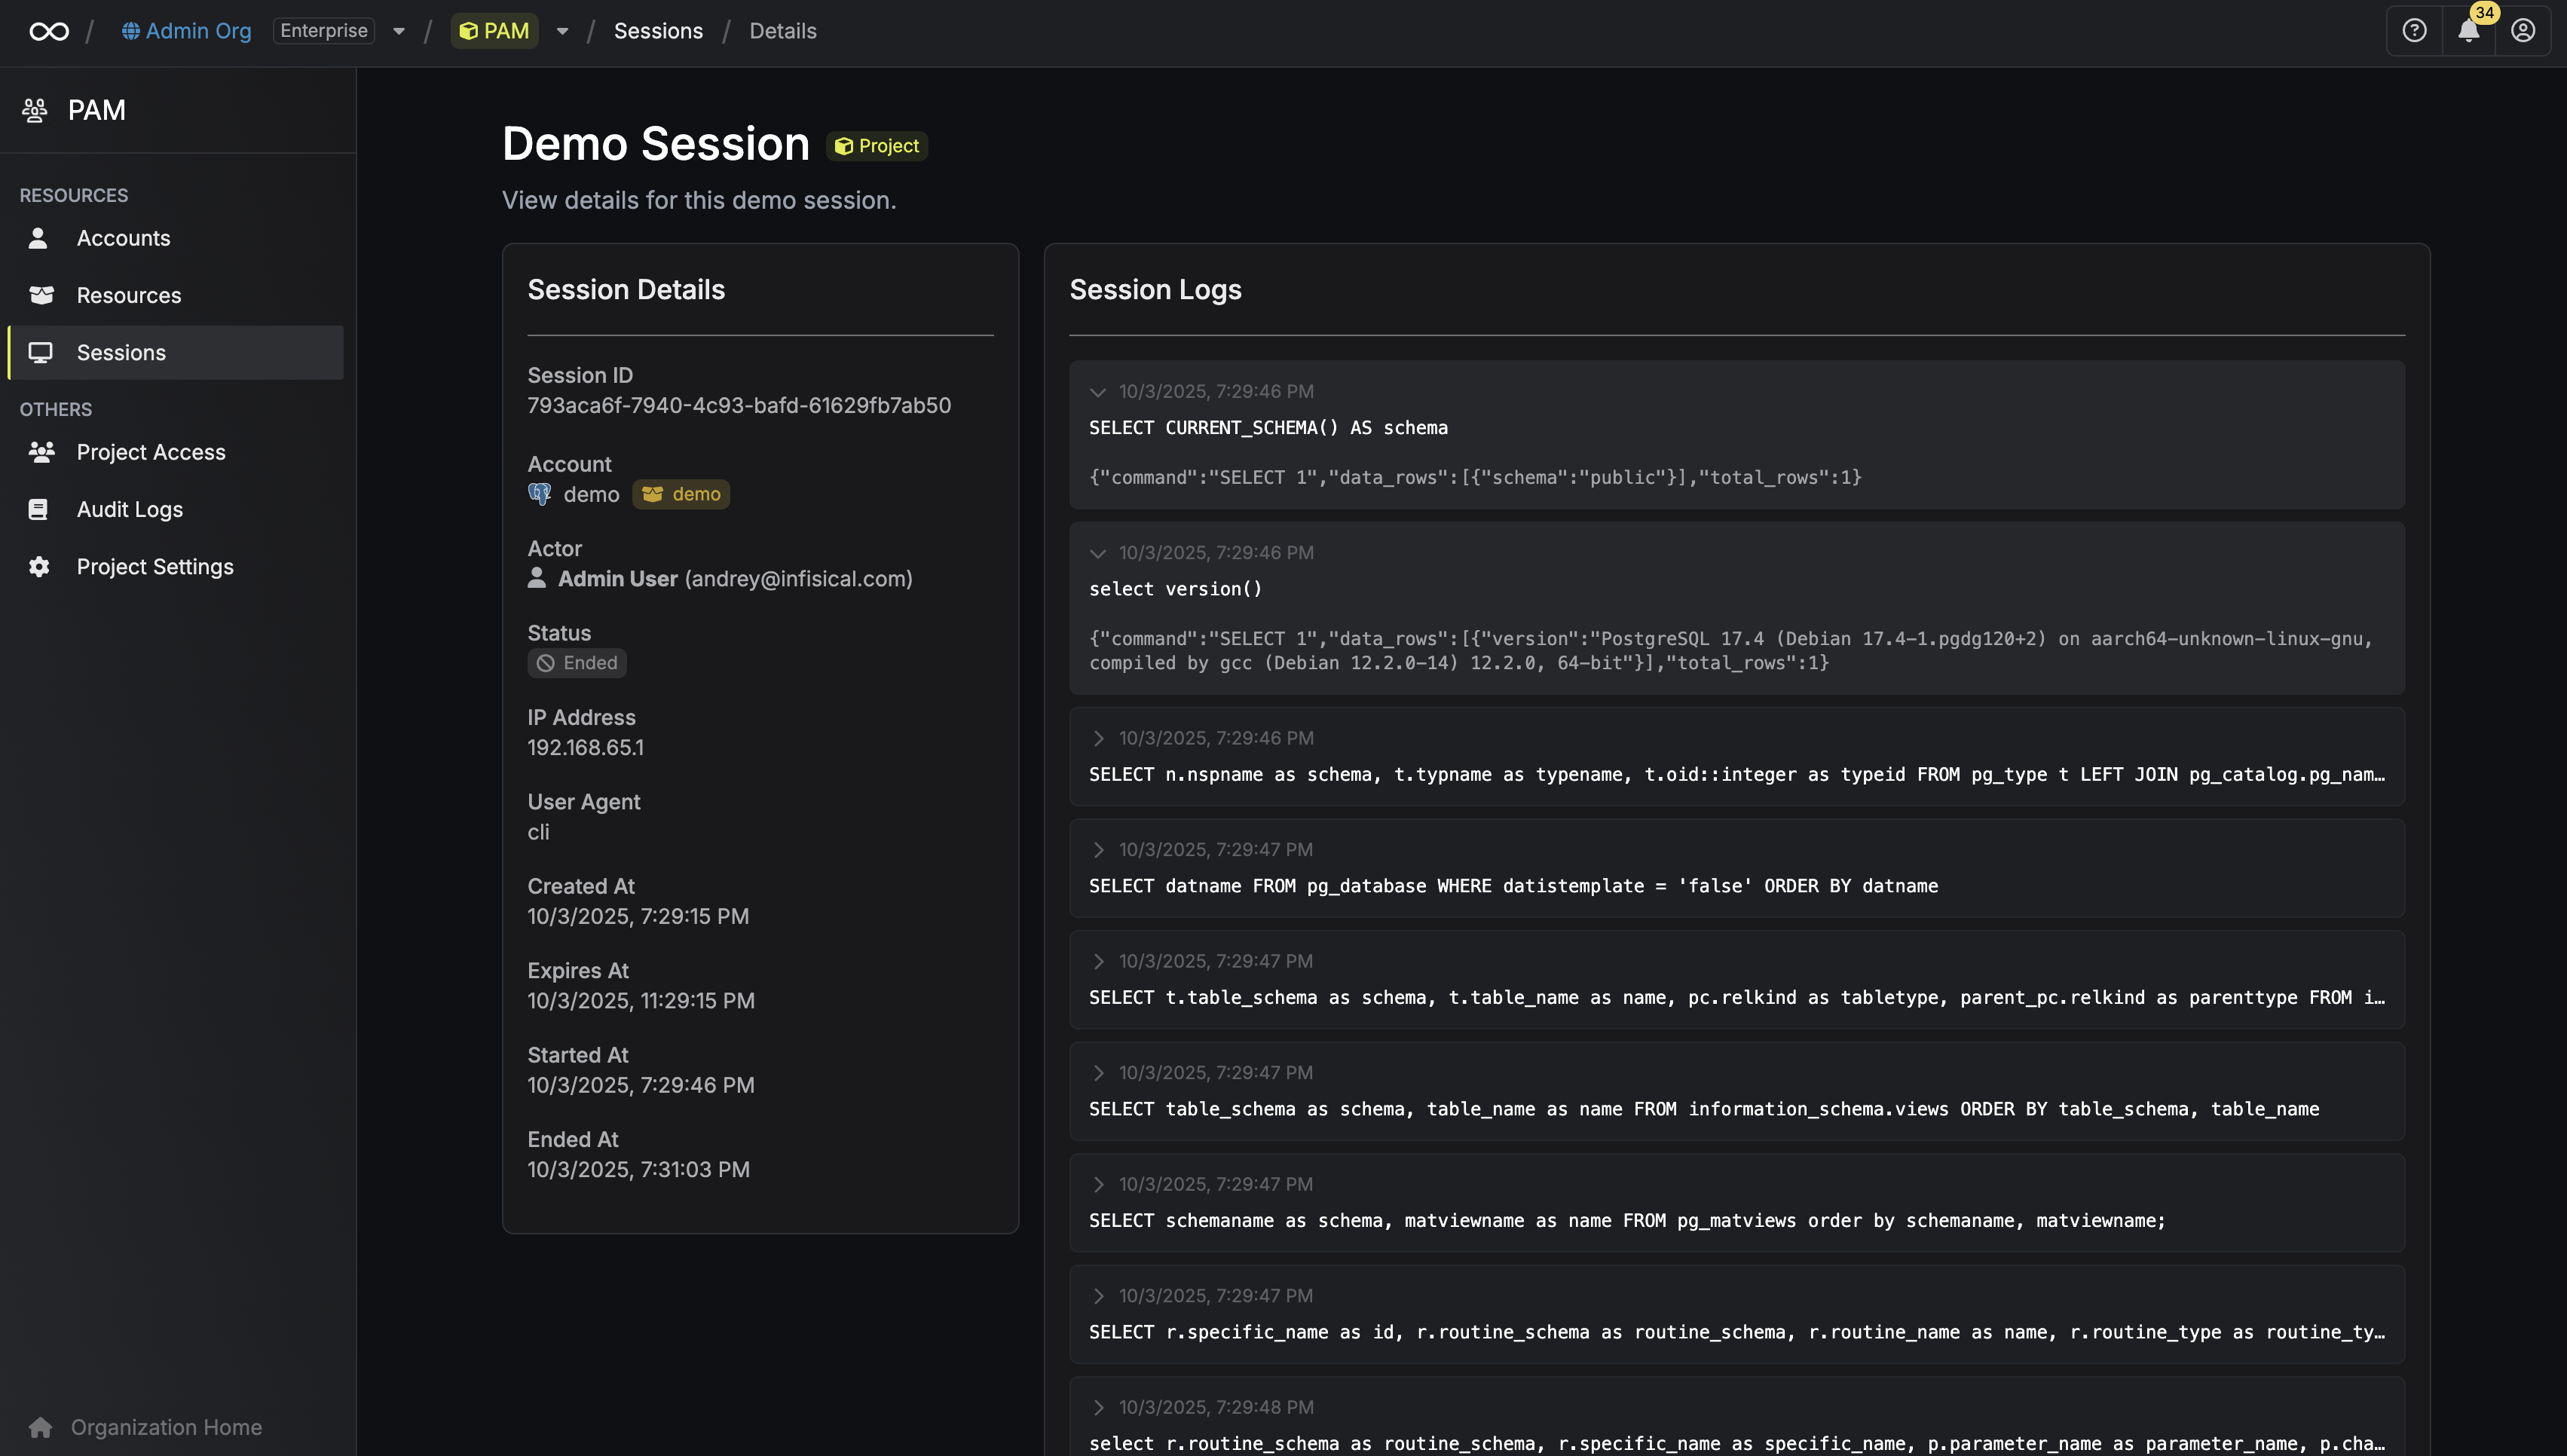 / Admin Org Enterprise / PAM / Sessions / Details
34
PAM
RESOURCES
Accounts
Resources
Sessions
OTHERS
Project Access
Audit Logs
Project Settings
Organization Home
Demo Session Project
View details for this demo session.
Session Details
Session ID
793aca6f-7940-4c93-bafd-61629fb7ab50
Account
demo demo
Actor
Admin User (andrey@infisical.com)
Status
Ended
IP Address
192.168.65.1
User Agent
cli
Created At
10/3/2025, 7:29:15 PM
Expires At
10/3/2025, 11:29:15 PM
Started At
10/3/2025, 7:29:46 PM
Ended At
10/3/2025, 7:31:03 PM
Session Logs
10/3/2025, 7:29:46 PM
SELECT CURRENT_SCHEMA() AS schema
{"command":"SELECT 1","data_rows":[{"schema":"public"}],"total_rows":1}
10/3/2025, 7:29:46 PM
select version()
{"command":"SELECT 1","data_rows":[{"version":"PostgreSQL 17.4 (Debian 17.4-1.pgdg120+2) on aarch64-unknown-linux-gnu,
compiled by gcc (Debian 12.2.0-14) 12.2.0, 64-bit"}],"total_rows":1}
10/3/2025, 7:29:46 PM
SELECT n.nspname as schema, t.typname as typename, t.oid::integer as typeid FROM pg_type t LEFT JOIN pg_catalog.pg_nam…
10/3/2025, 7:29:47 PM
SELECT datname FROM pg_database WHERE datistemplate = 'false' ORDER BY datname
10/3/2025, 7:29:47 PM
SELECT t.table_schema as schema, t.table_name as name, pc.relkind as tabletype, parent_pc.relkind as parenttype FROM i…
10/3/2025, 7:29:47 PM
SELECT table_schema as schema, table_name as name FROM information_schema.views ORDER BY table_schema, table_name
10/3/2025, 7:29:47 PM
SELECT schemaname as schema, matviewname as name FROM pg_matviews order by schemaname, matviewname;
10/3/2025, 7:29:47 PM
SELECT r.specific_name as id, r.routine_schema as routine_schema, r.routine_name as name, r.routine_type as routine_ty…
10/3/2025, 7:29:48 PM
select r.routine_schema as routine_schema, r.specific_name as specific_name, p.parameter_name as parameter_name, p.cha…